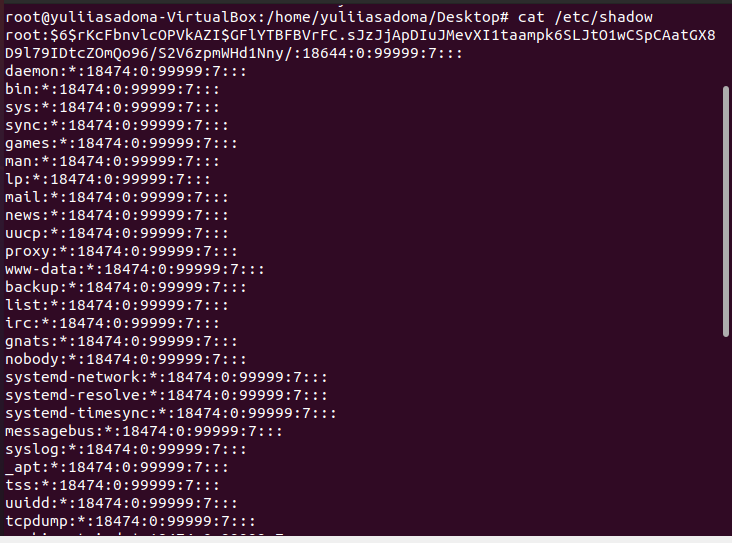 root@yuliiasadoma-VirtualBox:/home/yuliiasadoma/Desktop# cat /etc/shadow
root:$6$rKcFbnvlcOPVkAZI$GFlYTBFBVrFC.sJzJjApDIuJMevXI1taampk6SLJtO1wCSpCAatGX8
D9l79IDtcZOmQo96/S2V6zpmWHd1Nny/:18644:0:99999:7:::
daemon:*:18474:0:99999:7:::
bin:*:18474:0:99999:7:::
sys:*:18474:0:99999:7:::
sync:*:18474:0:99999:7:::
games:*:18474:0:99999:7:::
man:*:18474:0:99999:7:::
lp:*:18474:0:99999:7:::
mail:*:18474:0:99999:7:::
news:*:18474:0:99999:7:::
uucp:*:18474:0:99999:7:::
proxy:*:18474:0:99999:7:::
www-data:*:18474:0:99999:7:::
backup:*:18474:0:99999:7:::
list:*:18474:0:99999:7:::
irc:*:18474:0:99999:7:::
gnats:*:18474:0:99999:7:::
nobody:*:18474:0:99999:7:::
systemd-network:*:18474:0:99999:7:::
systemd-resolve:*:18474:0:99999:7:::
systemd-timesync:*:18474:0:99999:7:::
messagebus:*:18474:0:99999:7:::
syslog:*:18474:0:99999:7:::
_apt:*:18474:0:99999:7:::
tss:*:18474:0:99999:7:::
uuidd:*:18474:0:99999:7:::
tcpdump:*:18474:0:99999:7:::